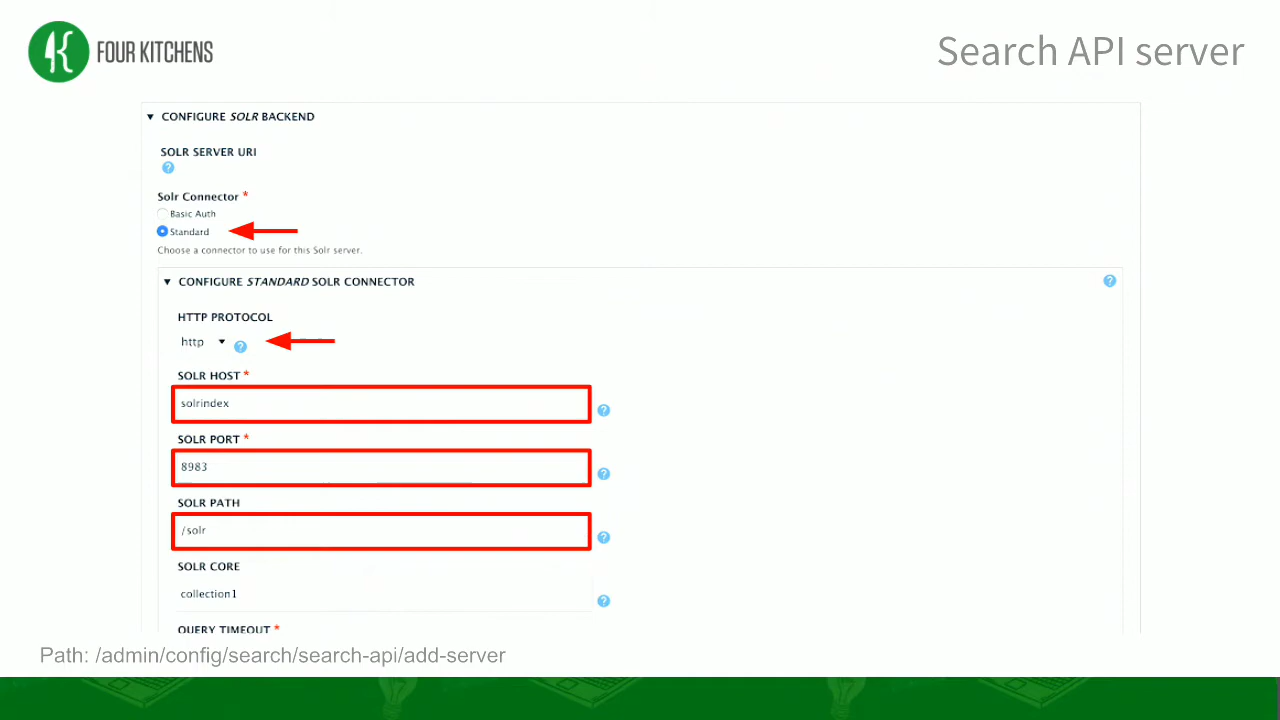 FOUR KITCHENS
Search API server
▼ CONFIGURE SOLR BACKEND
SOLR SERVER URI
?
Solr Connector *
Basic Auth
Standard
Choose a connector to use for this Solr server.
▼ CONFIGURE STANDARD SOLR CONNECTOR ?
HTTP PROTOCOL
http ▼ ?
SOLR HOST *
solrindex ?
SOLR PORT *
8983 ?
SOLR PATH
/solr ?
SOLR CORE
collection1 ?
QUERY TIMEOUT *
Path: /admin/config/search/search-api/add-server